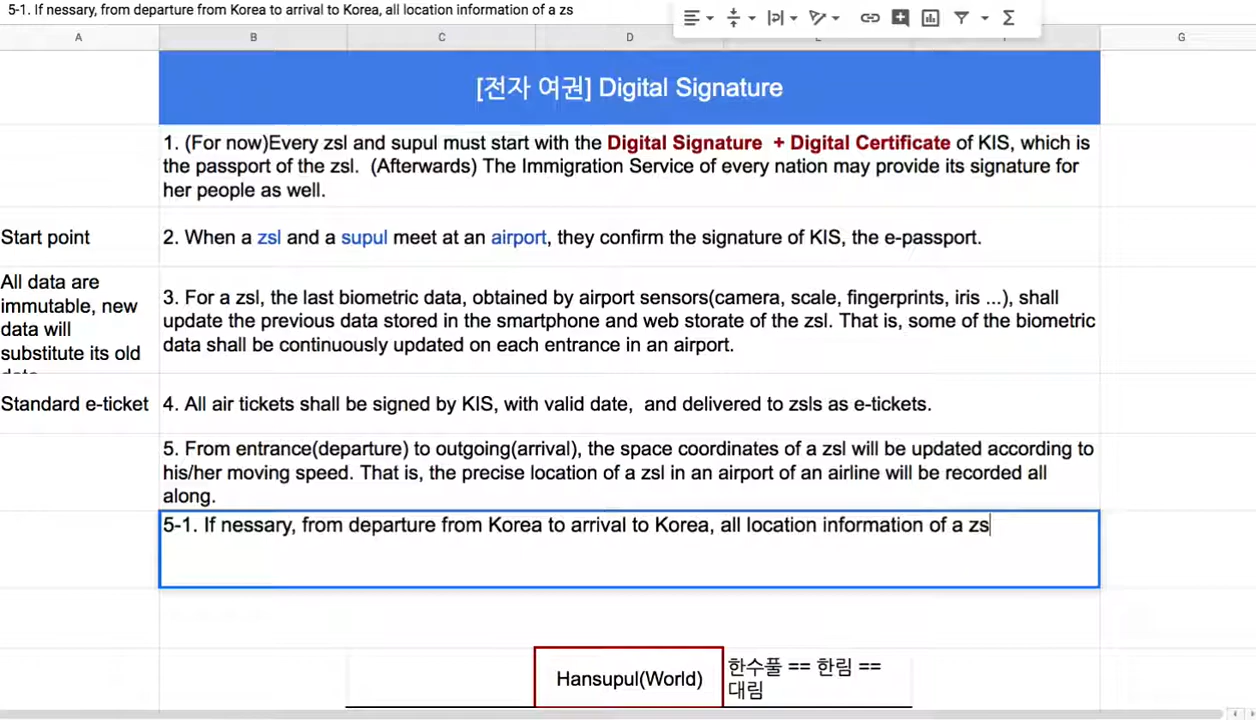 5-1. If nessary, from departure from Korea to arrival to Korea, all location information of a zs
A
B
C
D
G
[전자 여권] Digital Signature
1. (For now)Every zsl and supul must start with the Digital Signature + Digital Certificate of KIS, which is
the passport of the zsl. (Afterwards) The Immigration Service of every nation may provide its signature for
her people as well.
Start point
2. When a zsl and a supul meet at an airport, they confirm the signature of KIS, the e-passport.
All data are
immutable, new
data will
substitute its old
3. For a zsl, the last biometric data, obtained by airport sensors(camera, scale, fingerprints, iris ...), shall
update the previous data stored in the smartphone and web storate of the zsl. That is, some of the biometric
data shall be continuously updated on each entrance in an airport.
Standard e-ticket
4. All air tickets shall be signed by KIS, with valid date, and delivered to zsls as e-tickets.
5. From entrance(departure) to outgoing(arrival), the space coordinates of a zsl will be updated according to
his/her moving speed. That is, the precise location of a zsl in an airport of an airline will be recorded all
along.
5-1. If nessary, from departure from Korea to arrival to Korea, all location information of a zs
Hansupul(World)
한수풀 == 한림 ==
대림